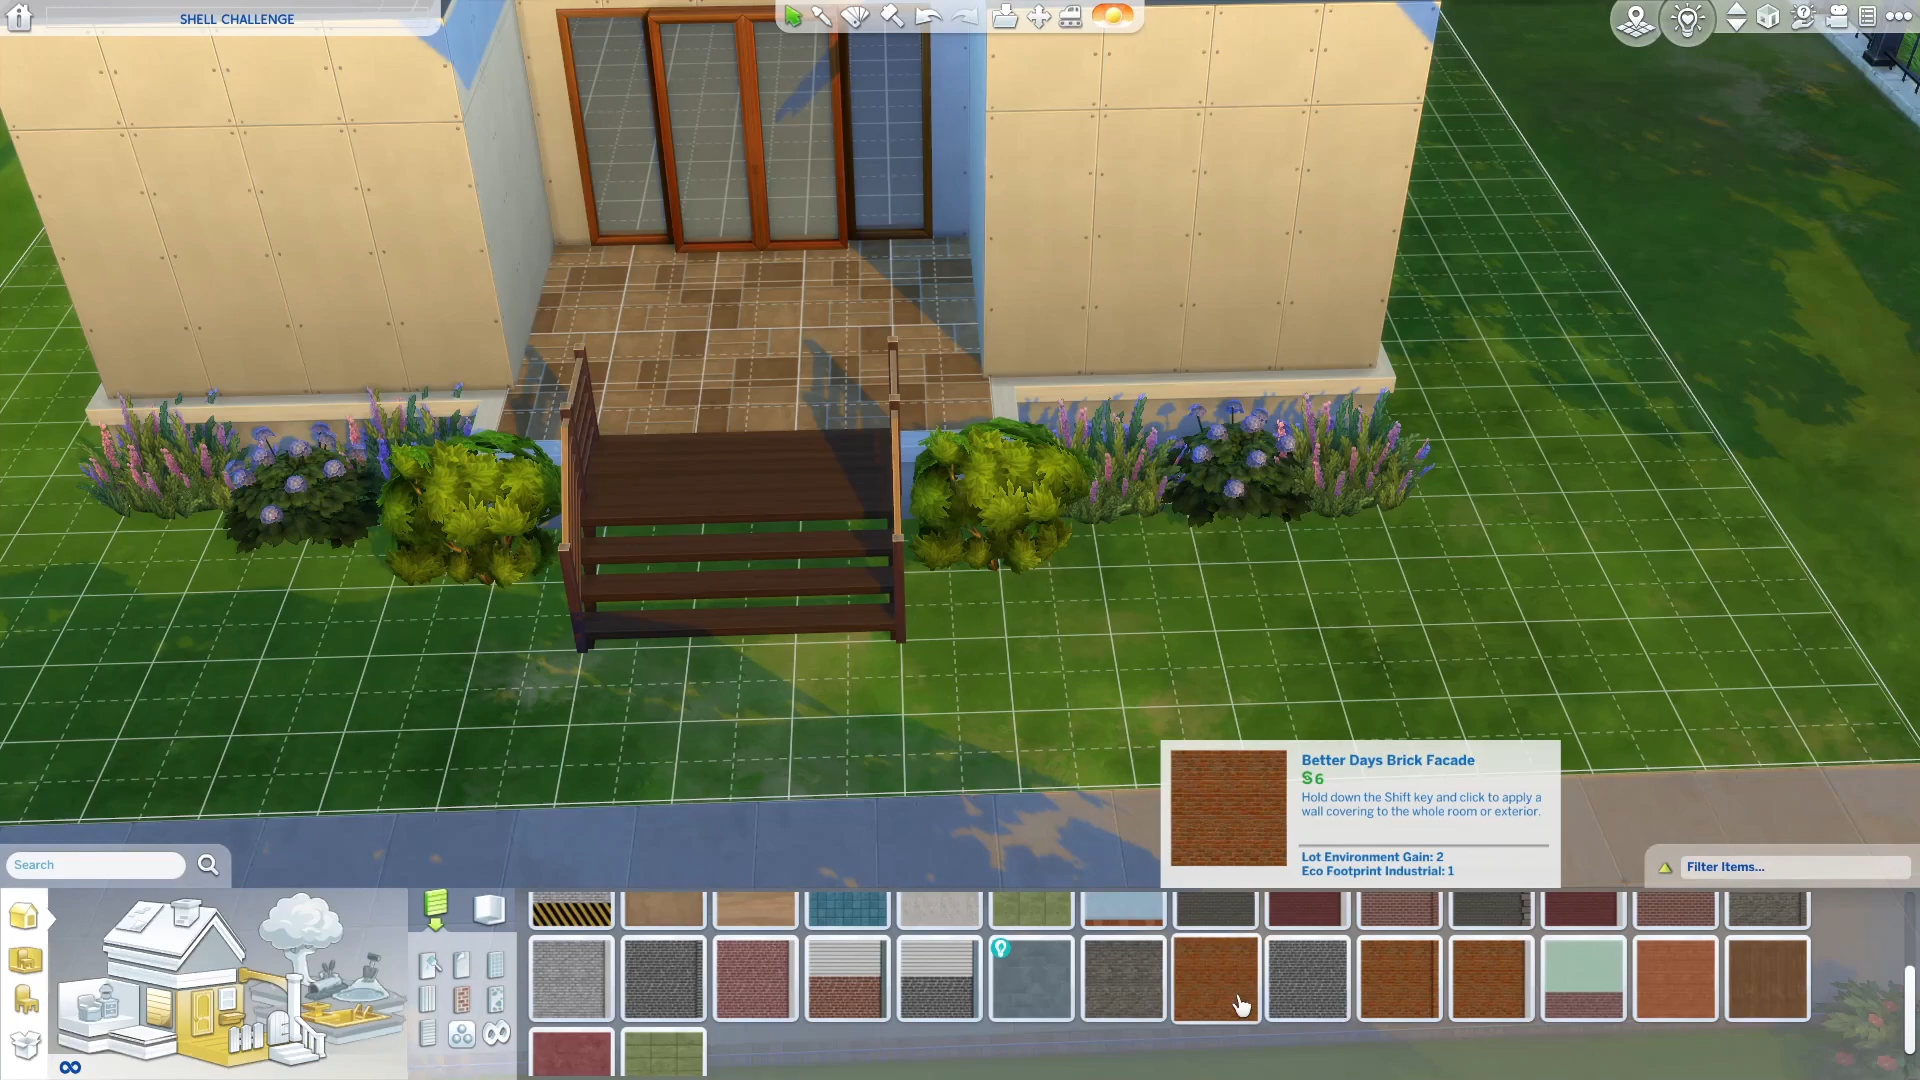 SHELL CHALLENGE
Better Days Brick Facade
§6
Hold down the Shift key and click to apply a
wall covering to the whole room or exterior.
Lot Environment Gain: 2
Eco Footprint Industrial: 1
Search
Filter Items...